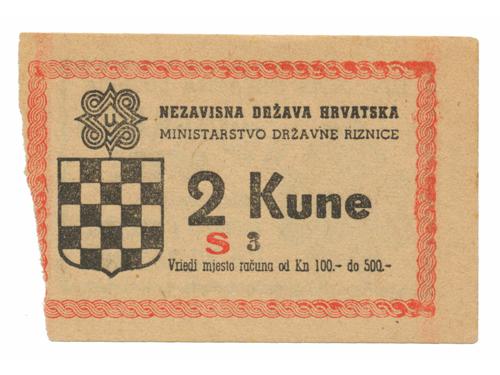 U
NEZAVISNA DRŽAVA HRVATSKA
MINISTARSTVO DRŽAVNE RIZNICE
2 Kune
S 3
Vriedi mjesto računa od Kn 100.- do 500.-